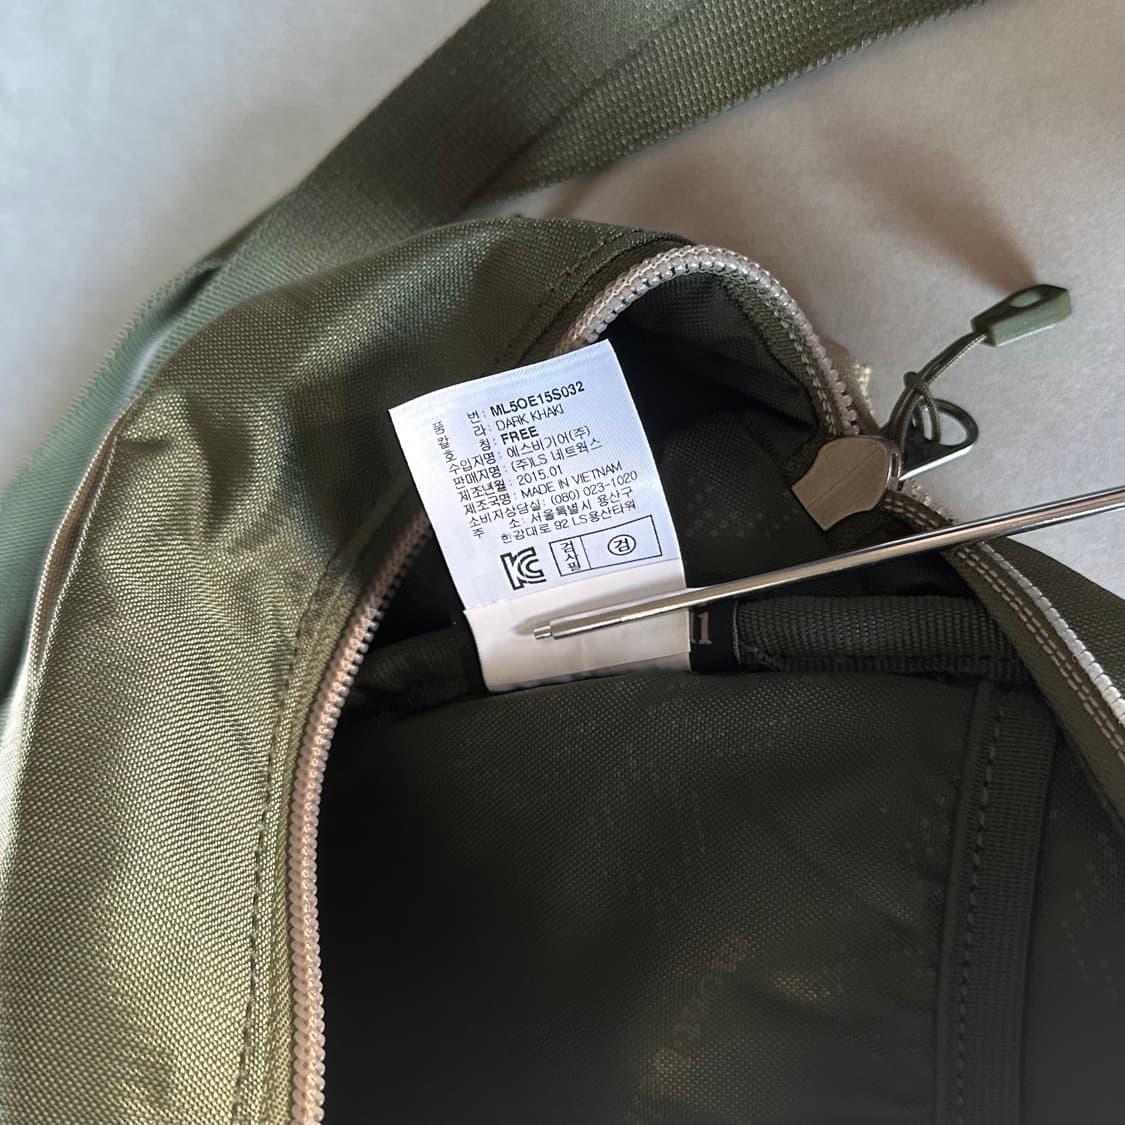 품 번 : ML5OE15S032
칼 라 : DARK KHAKI
호 칭 : FREE
수입자명 : 에스비기어(주)
판매자명 : (주)LS 네트웍스
제조년월 : 2015.01
제조국명 : MADE IN VIETNAM
소비자상담실 : (080) 023-1020
주 소 : 서울특별시 용산구
한강대로 92 LS용산타워
KC 검사필 검